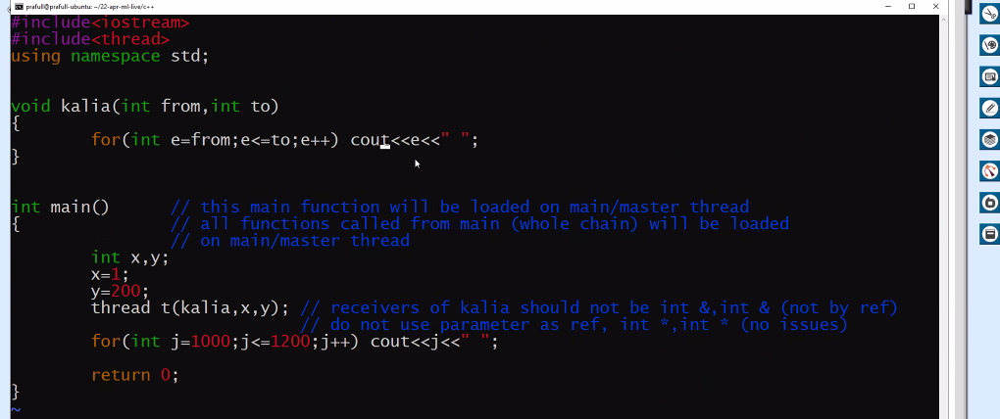 prafull@prafull-ubuntu: ~/22-apr-ml-live/c++
#include<iostream>
#include<thread>
using namespace std;
void kalia(int from,int to)
{
for(int e=from;e<=to;e++) cout<<e<<" ";
}
int main() // this main function will be loaded on main/master thread
{ // all functions called from main (whole chain) will be loaded
// on main/master thread
int x,y;
x=1;
y=200;
thread t(kalia,x,y); // receivers of kalia should not be int &,int & (not by ref)
// do not use parameter as ref, int *,int * (no issues)
for(int j=1000;j<=1200;j++) cout<<j<<" ";
return 0;
}
~